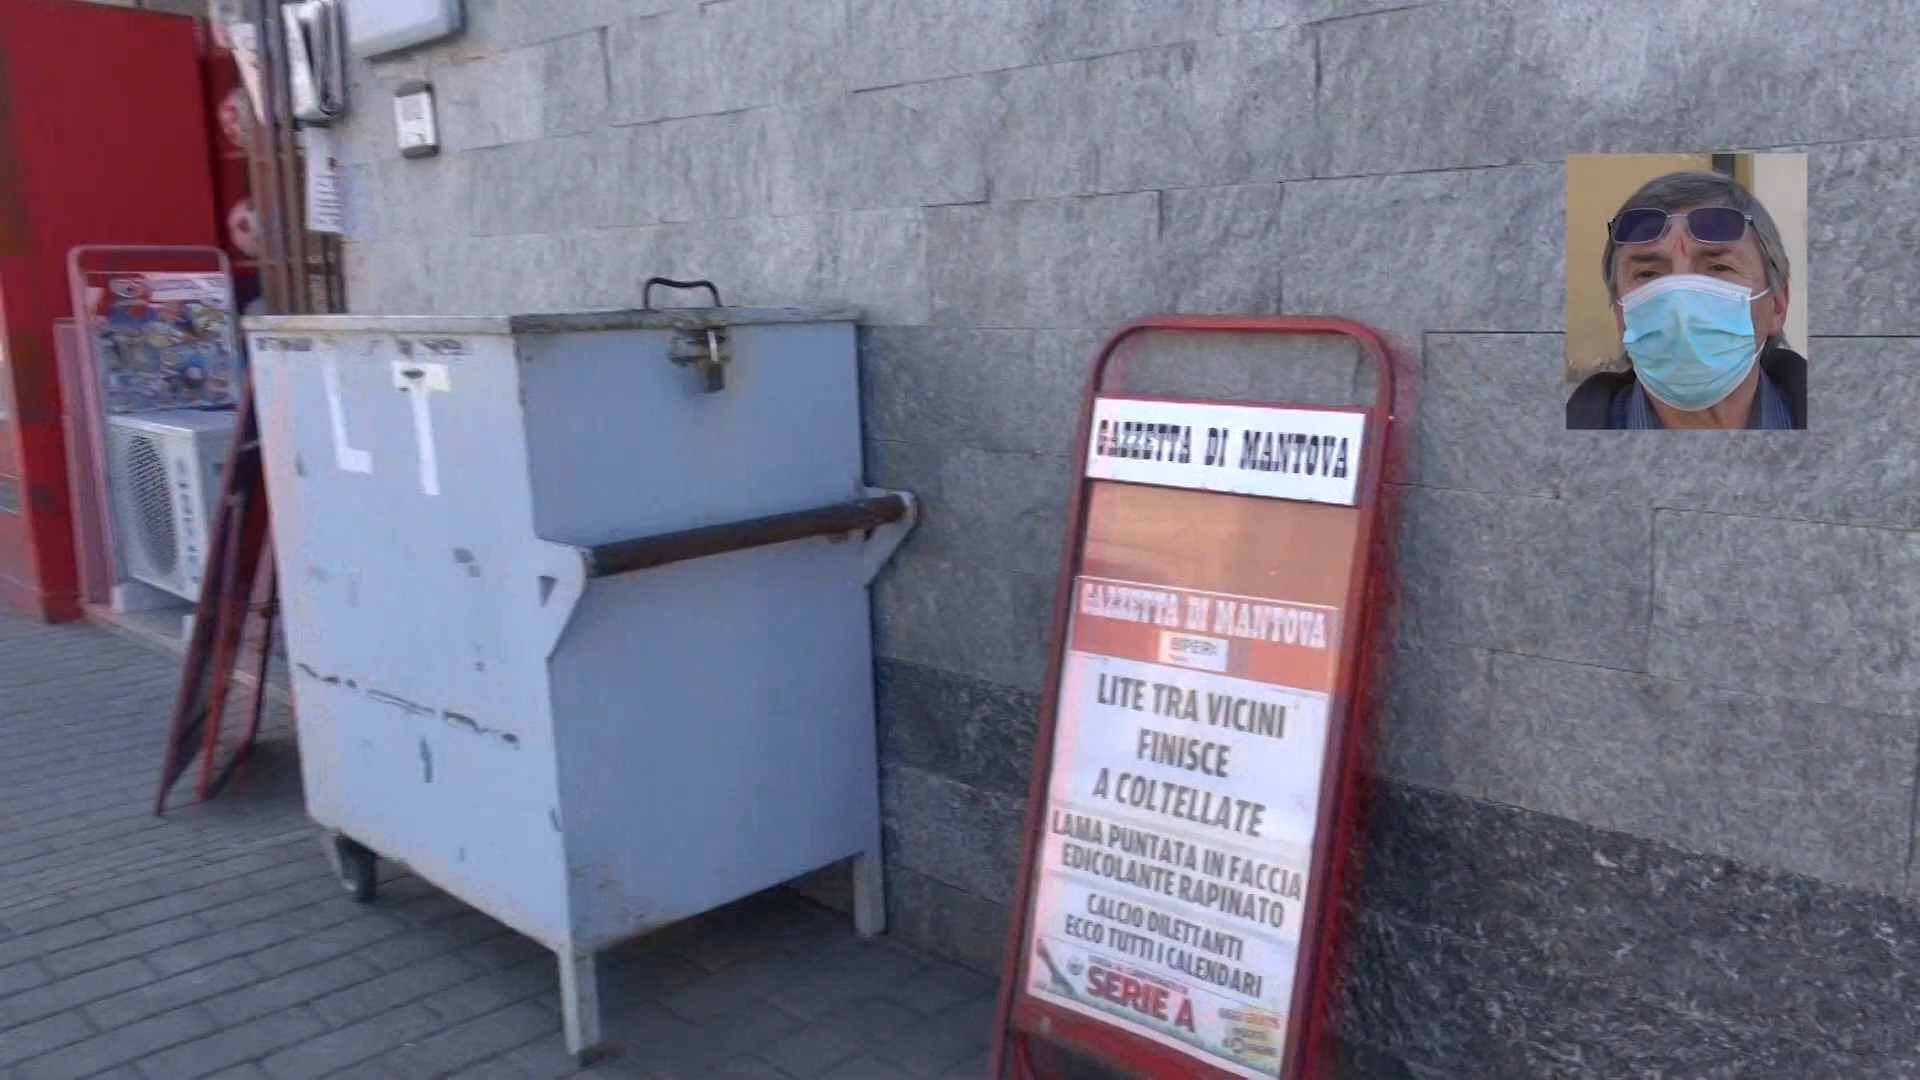 LT
GAZZETTA DI MANTOVA
GAZZETTA DI MANTOVA
LITE TRA VICINI
FINISCE
A COLTELLATE
LAMA PUNTATA IN FACCIA
EDICOLANTE RAPINATO
CALCIO DILETTANTI
ECCO TUTTI I CALENDARI
SERIE A